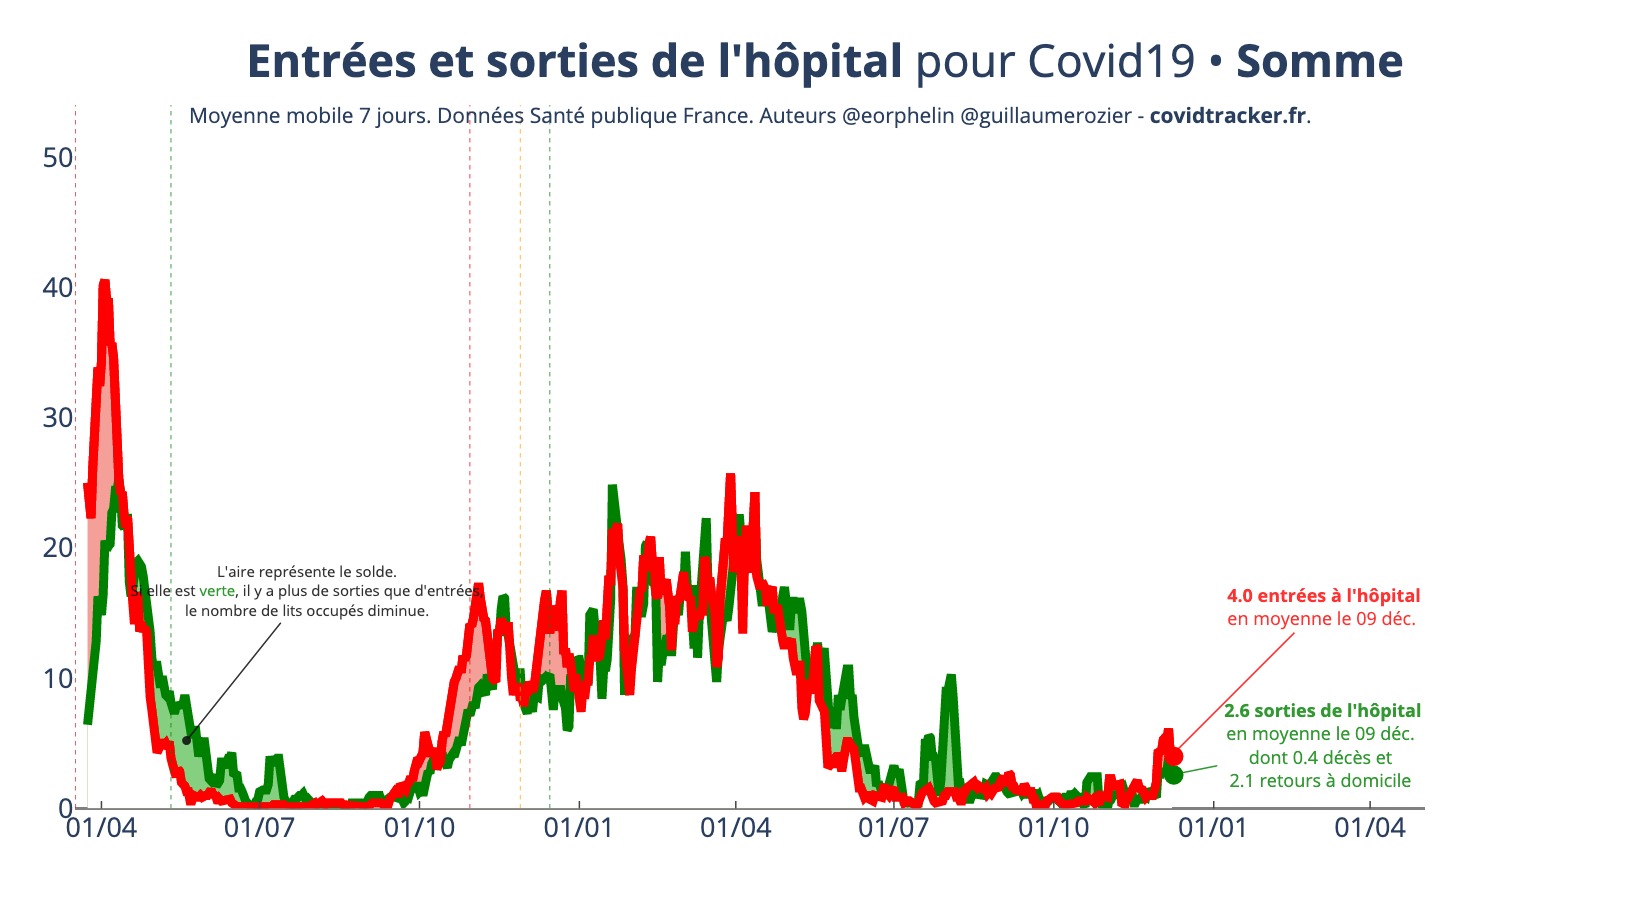 Entrées et sorties de l'hôpital pour Covid19 • Somme
Moyenne mobile 7 jours. Données Santé publique France. Auteurs @eorphelin @guillaumerozier - covidtracker.fr.
50
40
30
20
10
0
L'aire représente le solde.
Si elle est verte, il y a plus de sorties que d'entrées,
le nombre de lits occupés diminue.
4.0 entrées à l'hôpital
en moyenne le 09 déc.
2.6 sorties de l'hôpital
en moyenne le 09 déc.
dont 0.4 décès et
2.1 retours à domicile
01/04 01/07 01/10 01/01 01/04 01/07 01/10 01/01 01/04